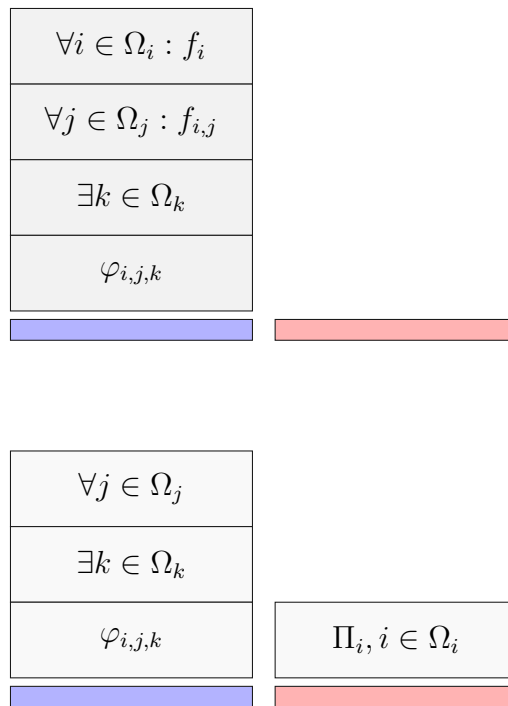 ∀i ∈ Ω_i : f_i
∀j ∈ Ω_j : f_{i,j}
∃k ∈ Ω_k
φ_{i,j,k}
∀j ∈ Ω_j
∃k ∈ Ω_k
φ_{i,j,k} Π_i, i ∈ Ω_i